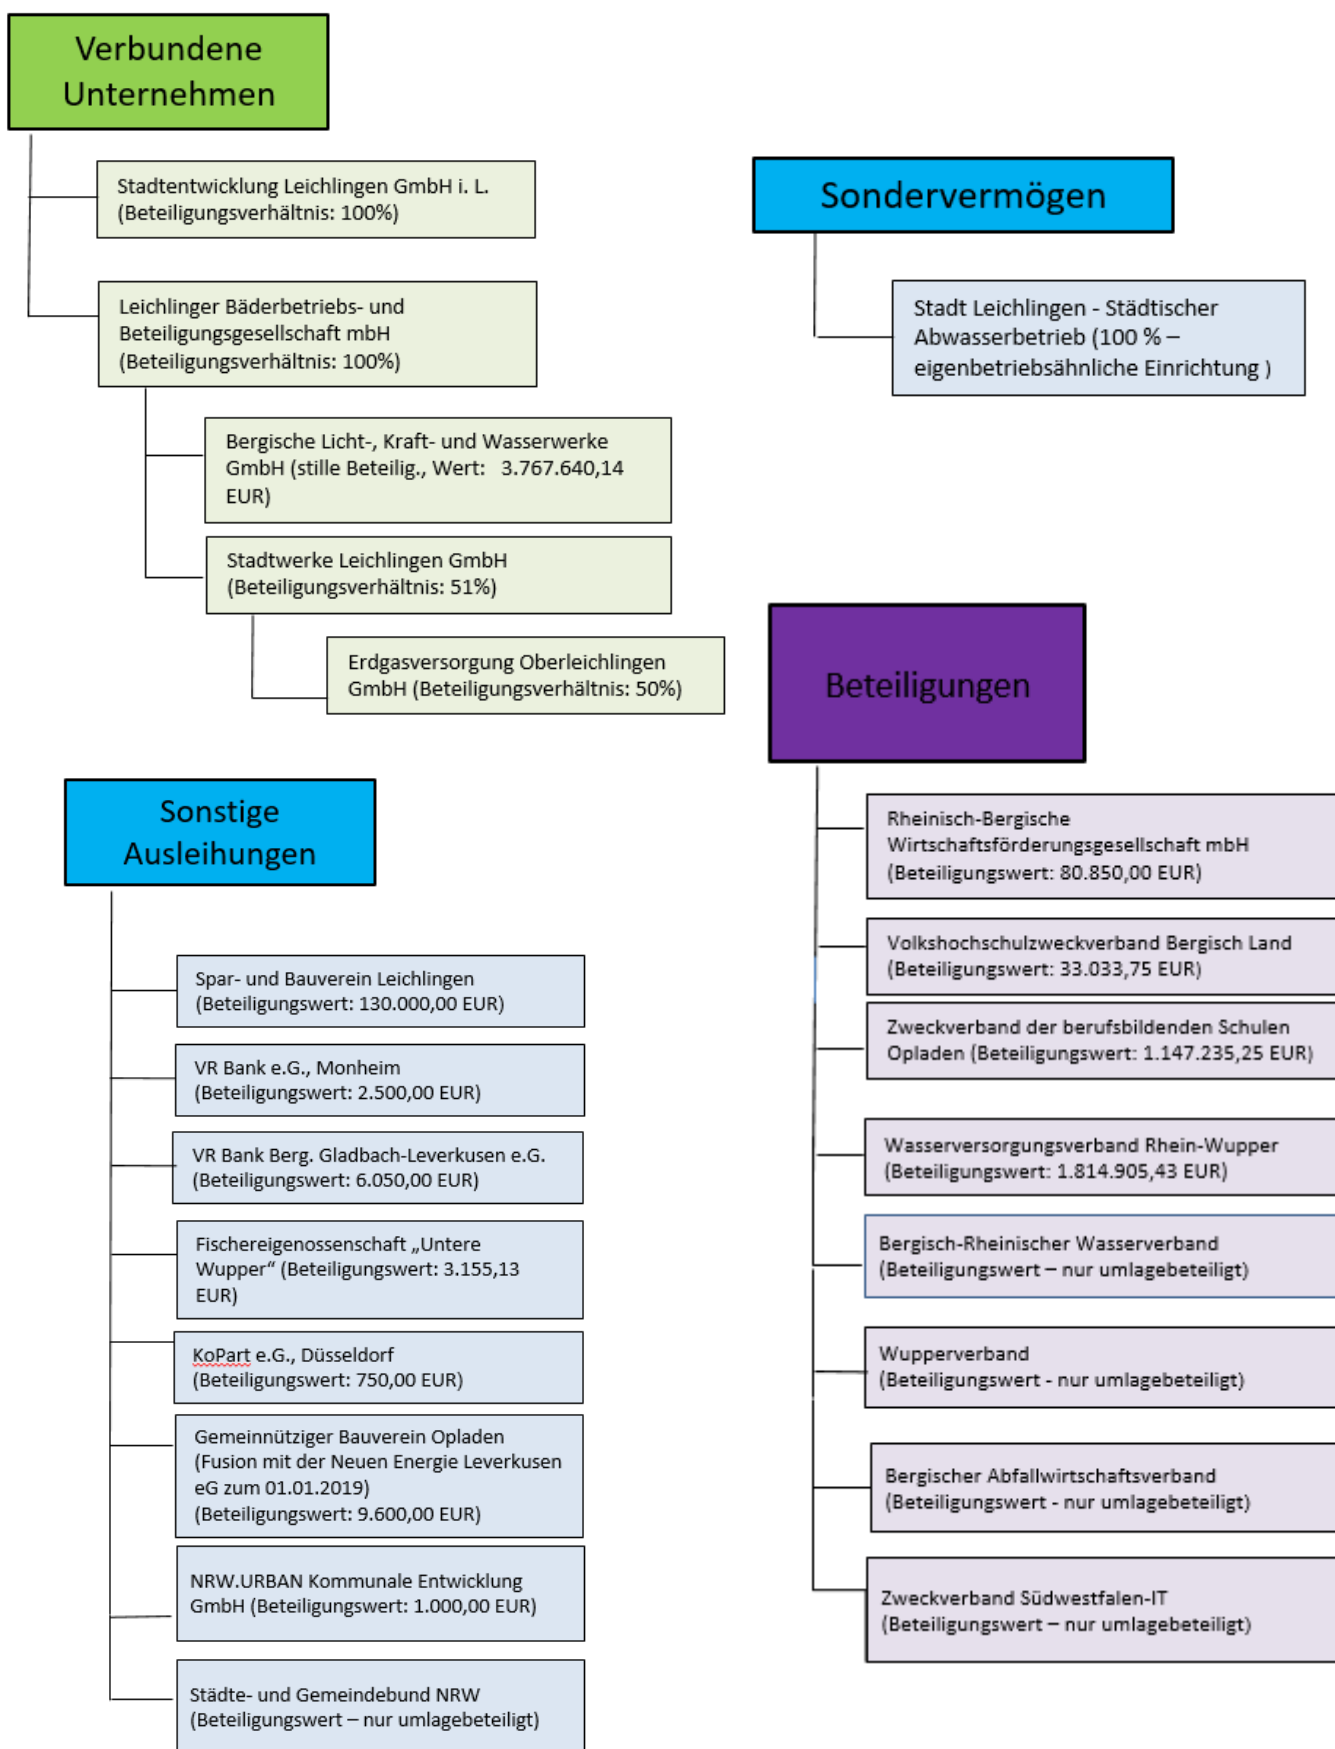 Verbundene
Unternehmen
Stadtentwicklung Leichlingen GmbH i. L.
(Beteiligungsverhältnis: 100%)
Leichlinger Bäderbetriebs- und
Beteiligungsgesellschaft mbH
(Beteiligungsverhältnis: 100%)
Bergische Licht-, Kraft- und Wasserwerke
GmbH (stille Beteilig., Wert: 3.767.640,14
EUR)
Stadtwerke Leichlingen GmbH
(Beteiligungsverhältnis: 51%)
Erdgasversorgung Oberleichlingen
GmbH (Beteiligungsverhältnis: 50%)
Sondervermögen
Stadt Leichlingen - Städtischer
Abwasserbetrieb (100 % –
eigenbetriebsähnliche Einrichtung )
Sonstige
Ausleihungen
Spar- und Bauverein Leichlingen
(Beteiligungswert: 130.000,00 EUR)
VR Bank e.G., Monheim
(Beteiligungswert: 2.500,00 EUR)
VR Bank Berg. Gladbach-Leverkusen e.G.
(Beteiligungswert: 6.050,00 EUR)
Fischereigenossenschaft „Untere
Wupper“ (Beteiligungswert: 3.155,13
EUR)
KoPart e.G., Düsseldorf
(Beteiligungswert: 750,00 EUR)
Gemeinnütziger Bauverein Opladen
(Fusion mit der Neuen Energie Leverkusen
eG zum 01.01.2019)
(Beteiligungswert: 9.600,00 EUR)
NRW.URBAN Kommunale Entwicklung
GmbH (Beteiligungswert: 1.000,00 EUR)
Städte- und Gemeindebund NRW
(Beteiligungswert – nur umlagebeteiligt)
Beteiligungen
Rheinisch-Bergische
Wirtschaftsförderungsgesellschaft mbH
(Beteiligungswert: 80.850,00 EUR)
Volkshochschulzweckverband Bergisch Land
(Beteiligungswert: 33.033,75 EUR)
Zweckverband der berufsbildenden Schulen
Opladen (Beteiligungswert: 1.147.235,25 EUR)
Wasserversorgungsverband Rhein-Wupper
(Beteiligungswert: 1.814.905,43 EUR)
Bergisch-Rheinischer Wasserverband
(Beteiligungswert – nur umlagebeteiligt)
Wupperverband
(Beteiligungswert - nur umlagebeteiligt)
Bergischer Abfallwirtschaftsverband
(Beteiligungswert - nur umlagebeteiligt)
Zweckverband Südwestfalen-IT
(Beteiligungswert – nur umlagebeteiligt)